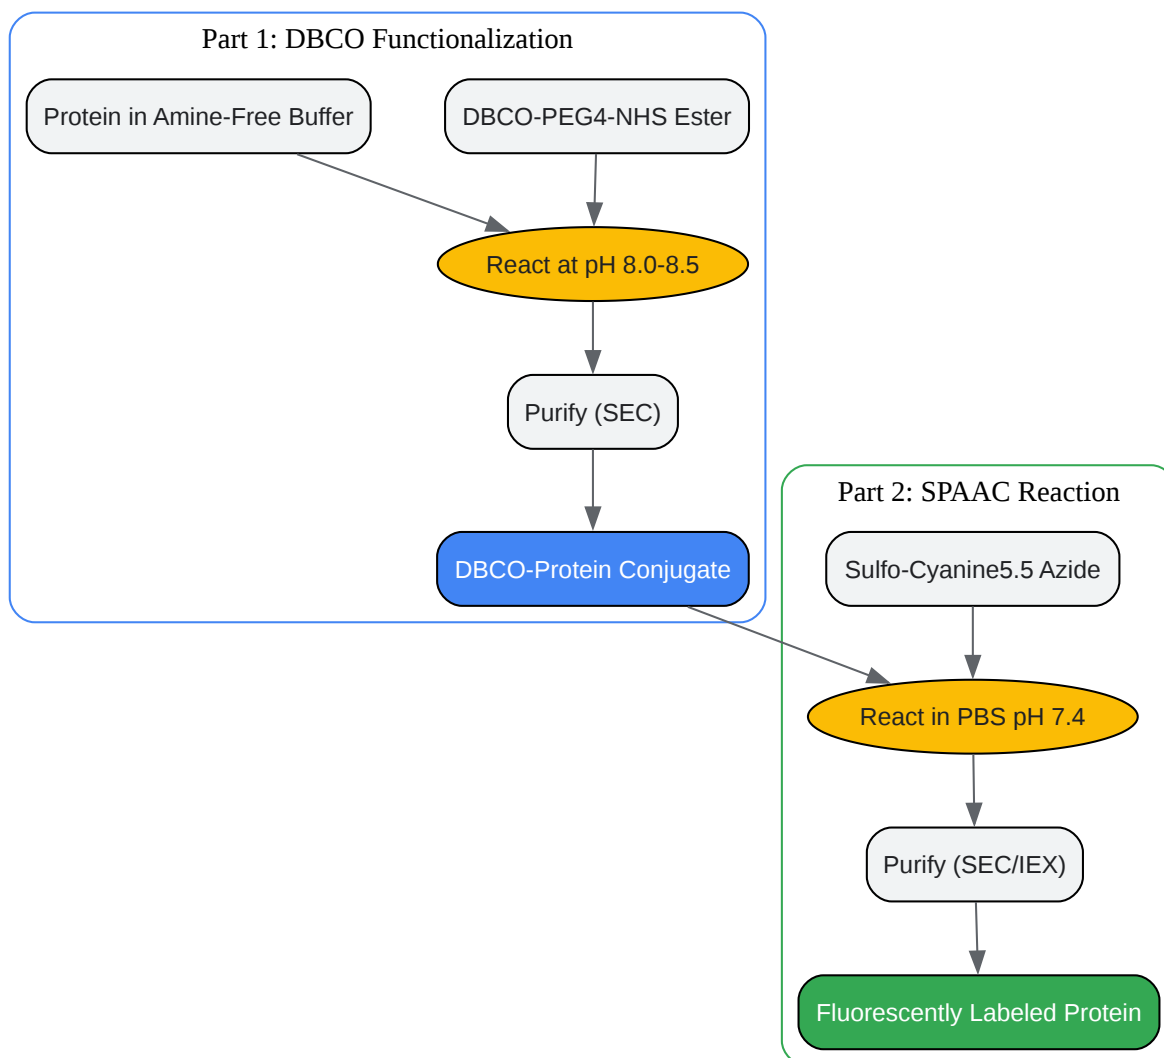 Part 1: DBCO Functionalization
Protein in Amine-Free Buffer
DBCO-PEG4-NHS Ester
React at pH 8.0-8.5
Purify (SEC)
DBCO-Protein Conjugate
Part 2: SPAAC Reaction
Sulfo-Cyanine5.5 Azide
React in PBS pH 7.4
Purify (SEC/IEX)
Fluorescently Labeled Protein